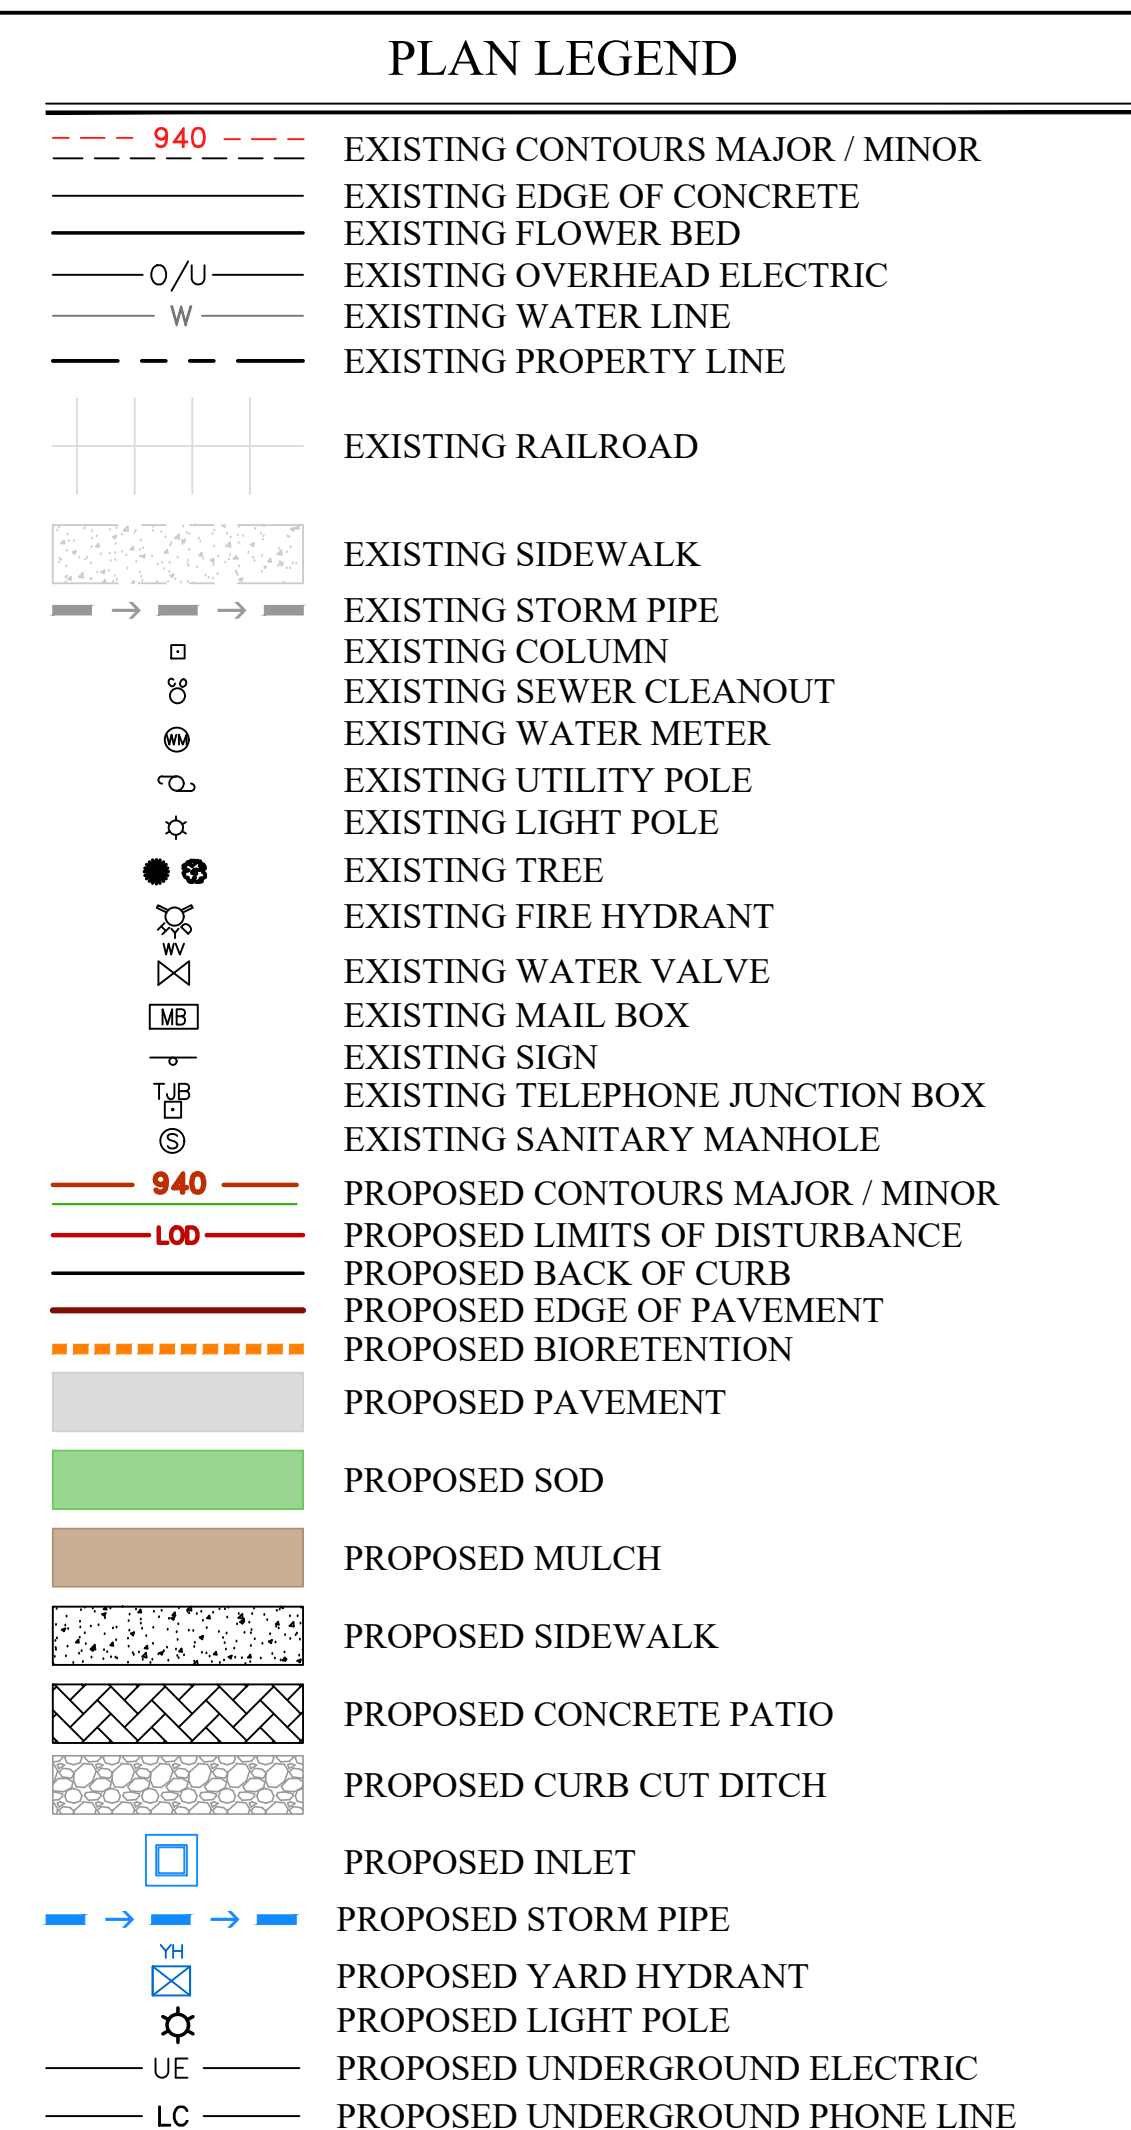 PLAN LEGEND
940 EXISTING CONTOURS MAJOR / MINOR
EXISTING EDGE OF CONCRETE
EXISTING FLOWER BED
O/U EXISTING OVERHEAD ELECTRIC
W EXISTING WATER LINE
EXISTING PROPERTY LINE
EXISTING RAILROAD
EXISTING SIDEWALK
EXISTING STORM PIPE
EXISTING COLUMN
EXISTING SEWER CLEANOUT
WM EXISTING WATER METER
EXISTING UTILITY POLE
EXISTING LIGHT POLE
EXISTING TREE
EXISTING FIRE HYDRANT
WV
EXISTING WATER VALVE
MB EXISTING MAIL BOX
EXISTING SIGN
TJB EXISTING TELEPHONE JUNCTION BOX
S EXISTING SANITARY MANHOLE
940 PROPOSED CONTOURS MAJOR / MINOR
LOD PROPOSED LIMITS OF DISTURBANCE
PROPOSED BACK OF CURB
PROPOSED EDGE OF PAVEMENT
PROPOSED BIORETENTION
PROPOSED PAVEMENT
PROPOSED SOD
PROPOSED MULCH
PROPOSED SIDEWALK
PROPOSED CONCRETE PATIO
PROPOSED CURB CUT DITCH
PROPOSED INLET
PROPOSED STORM PIPE
YH
PROPOSED YARD HYDRANT
PROPOSED LIGHT POLE
UE PROPOSED UNDERGROUND ELECTRIC
LC PROPOSED UNDERGROUND PHONE LINE